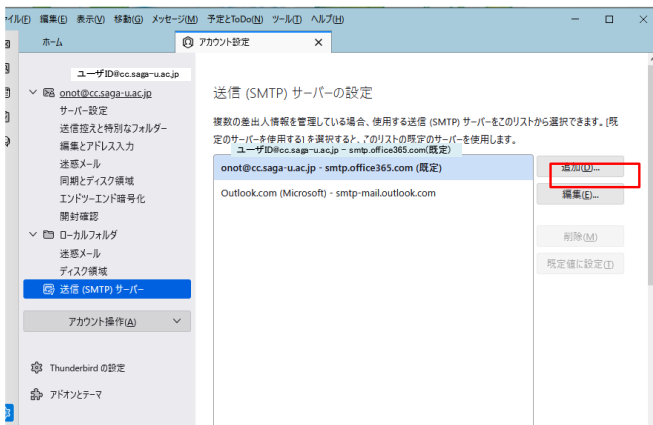 イル(F) 編集(E) 表示(V) 移動(G) メッセージ(M) 予定とToDo(N) ツール(T) ヘルプ(H)
ホーム
アカウント設定
ユーザID@cc.saga-u.ac.jp
onot@cc.saga-u.ac.jp
サーバー設定
送信控えと特別なフォルダー
編集とアドレス入力
迷惑メール
同期とディスク領域
エンドツーエンド暗号化
開封確認
ローカルフォルダ
迷惑メール
ディスク領域
送信 (SMTP) サーバー
アカウント操作(A)
Thunderbird の設定
アドオンとテーマ
送信 (SMTP) サーバーの設定
複数の差出人情報を管理している場合、使用する送信 (SMTP) サーバーをこのリストから選択できます。[既
定のサーバーを使用する] を選択すると、このリストの既定のサーバーを使用します。
ユーザID@cc.saga-u.ac.jp - smtp.office365.com(既定)
onot@cc.saga-u.ac.jp - smtp.office365.com (既定)
Outlook.com (Microsoft) - smtp-mail.outlook.com
追加(D)...
編集(E)...
削除(M)
既定値に設定(T)